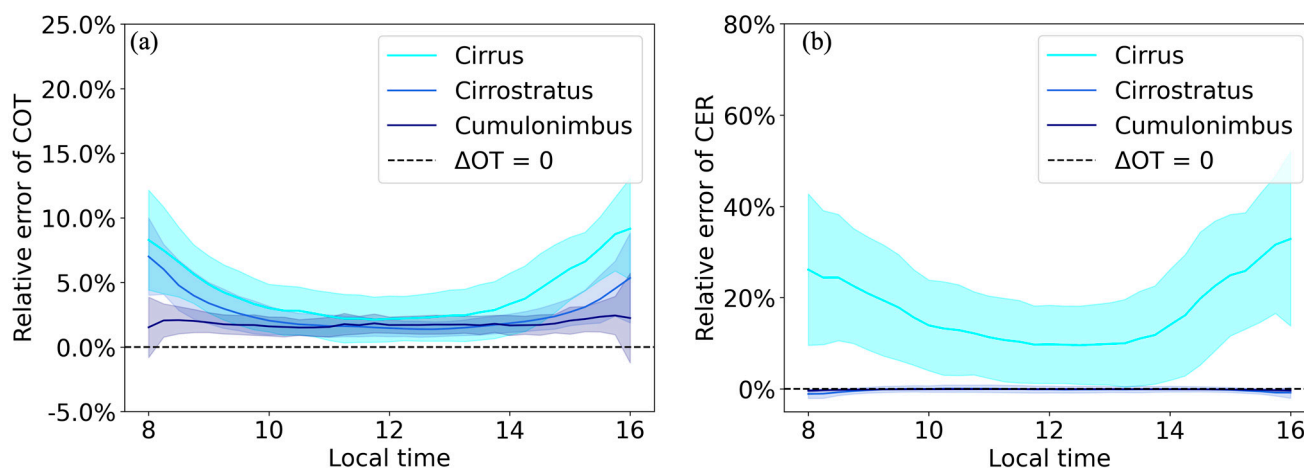 (a)
25.0%
20.0%
15.0%
10.0%
5.0%
0.0%
-5.0%
Relative error of COT
Cirrus
Cirrostratus
Cumulonimbus
ΔOT = 0
8
10
12
14
16
Local time
(b)
80%
60%
40%
20%
0%
Relative error of CER
Cirrus
Cirrostratus
Cumulonimbus
ΔOT = 0
8
10
12
14
16
Local time